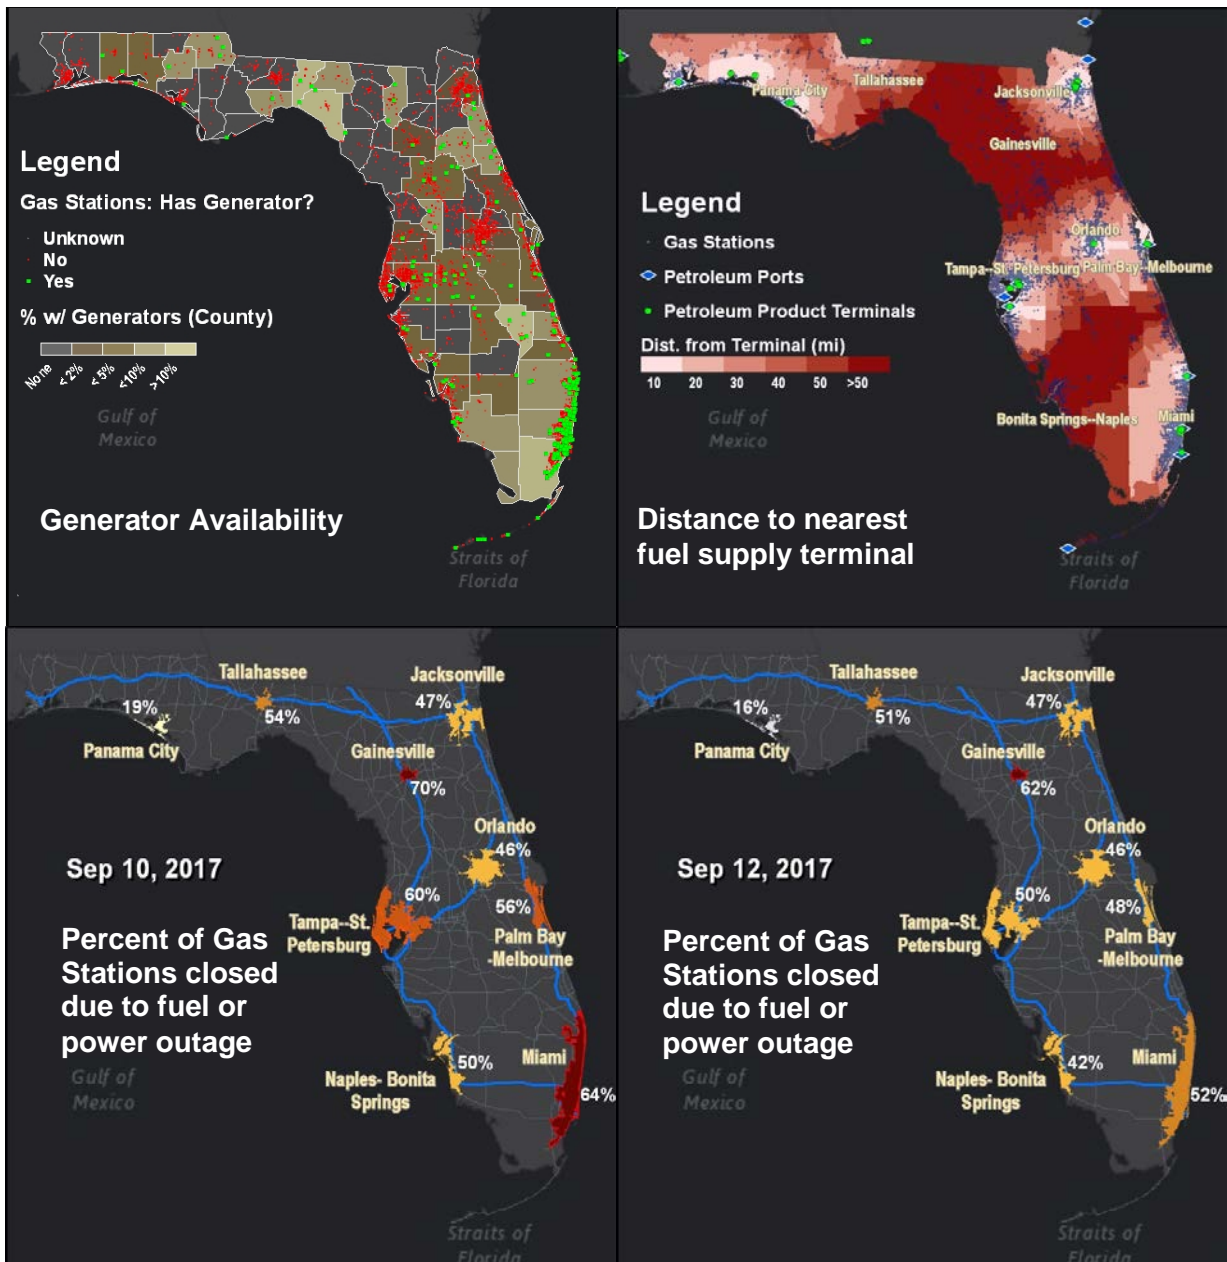 Legend
Gas Stations: Has Generator?
Unknown
No
Yes
% w/ Generators (County)
None
< 2%
< 5%
<10%
>10%
Gulf of
Mexico
Generator Availability
Straits of
Florida
Tallahassee
Panama City
Jacksonville
Gainesville
Legend
Gas Stations
Petroleum Ports
Petroleum Product Terminals
Dist. from Terminal (mi)
10 20 30 40 50 >50
Orlando
Tampa--St. Petersburg
Palm Bay--Melbourne
Gulf of
Mexico
Bonita Springs--Naples
Miami
Distance to nearest
fuel supply terminal
Straits of
Florida
Tallahassee
Jacksonville
19%
54%
47%
Panama City
Gainesville
70%
Orlando
46%
Sep 10, 2017
60%
56%
Tampa--St.
Petersburg
Palm Bay
-Melbourne
Percent of Gas
Stations closed
due to fuel or
power outage
50%
Miami
Naples- Bonita
Springs
64%
Gulf of
Mexico
Straits of
Florida
Tallahassee
Jacksonville
16%
51%
47%
Panama City
Gainesville
62%
Orlando
46%
Sep 12, 2017
50%
48%
Tampa--St.
Petersburg
Palm Bay
-Melbourne
Percent of Gas
Stations closed
due to fuel or
power outage
42%
Miami
Naples- Bonita
Springs
52%
Gulf of
Mexico
Straits of
Florida